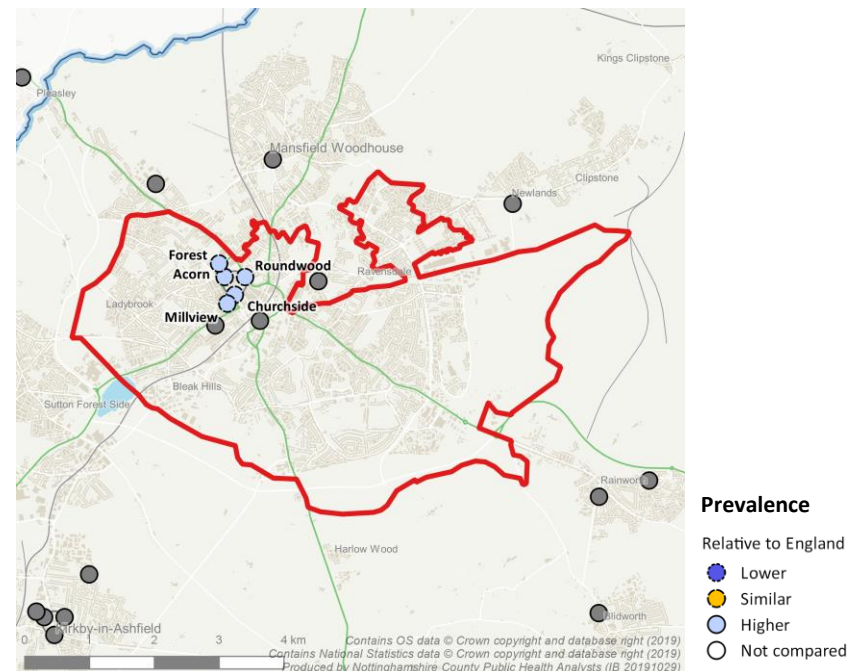 Kings Clipstone
Pleasley
Mansfield Woodhouse
Clipstone
Newlands
Forest
Acorn
Roundwood
Ravensdale
Ladybrook
Churchside
Millview
Bleak Hills
Sutton Forest Side
Rainworth
Harlow Wood
Blidworth
Kirkby-in-Ashfield
0 1 2 3 4 km
Contains OS data © Crown copyright and database right (2019)
Contains National Statistics data © Crown copyright and database right (2019)
Produced by Nottinghamshire County Public Health Analysts (IB 20191029)
Prevalence
Relative to England
Lower
Similar
Higher
Not compared